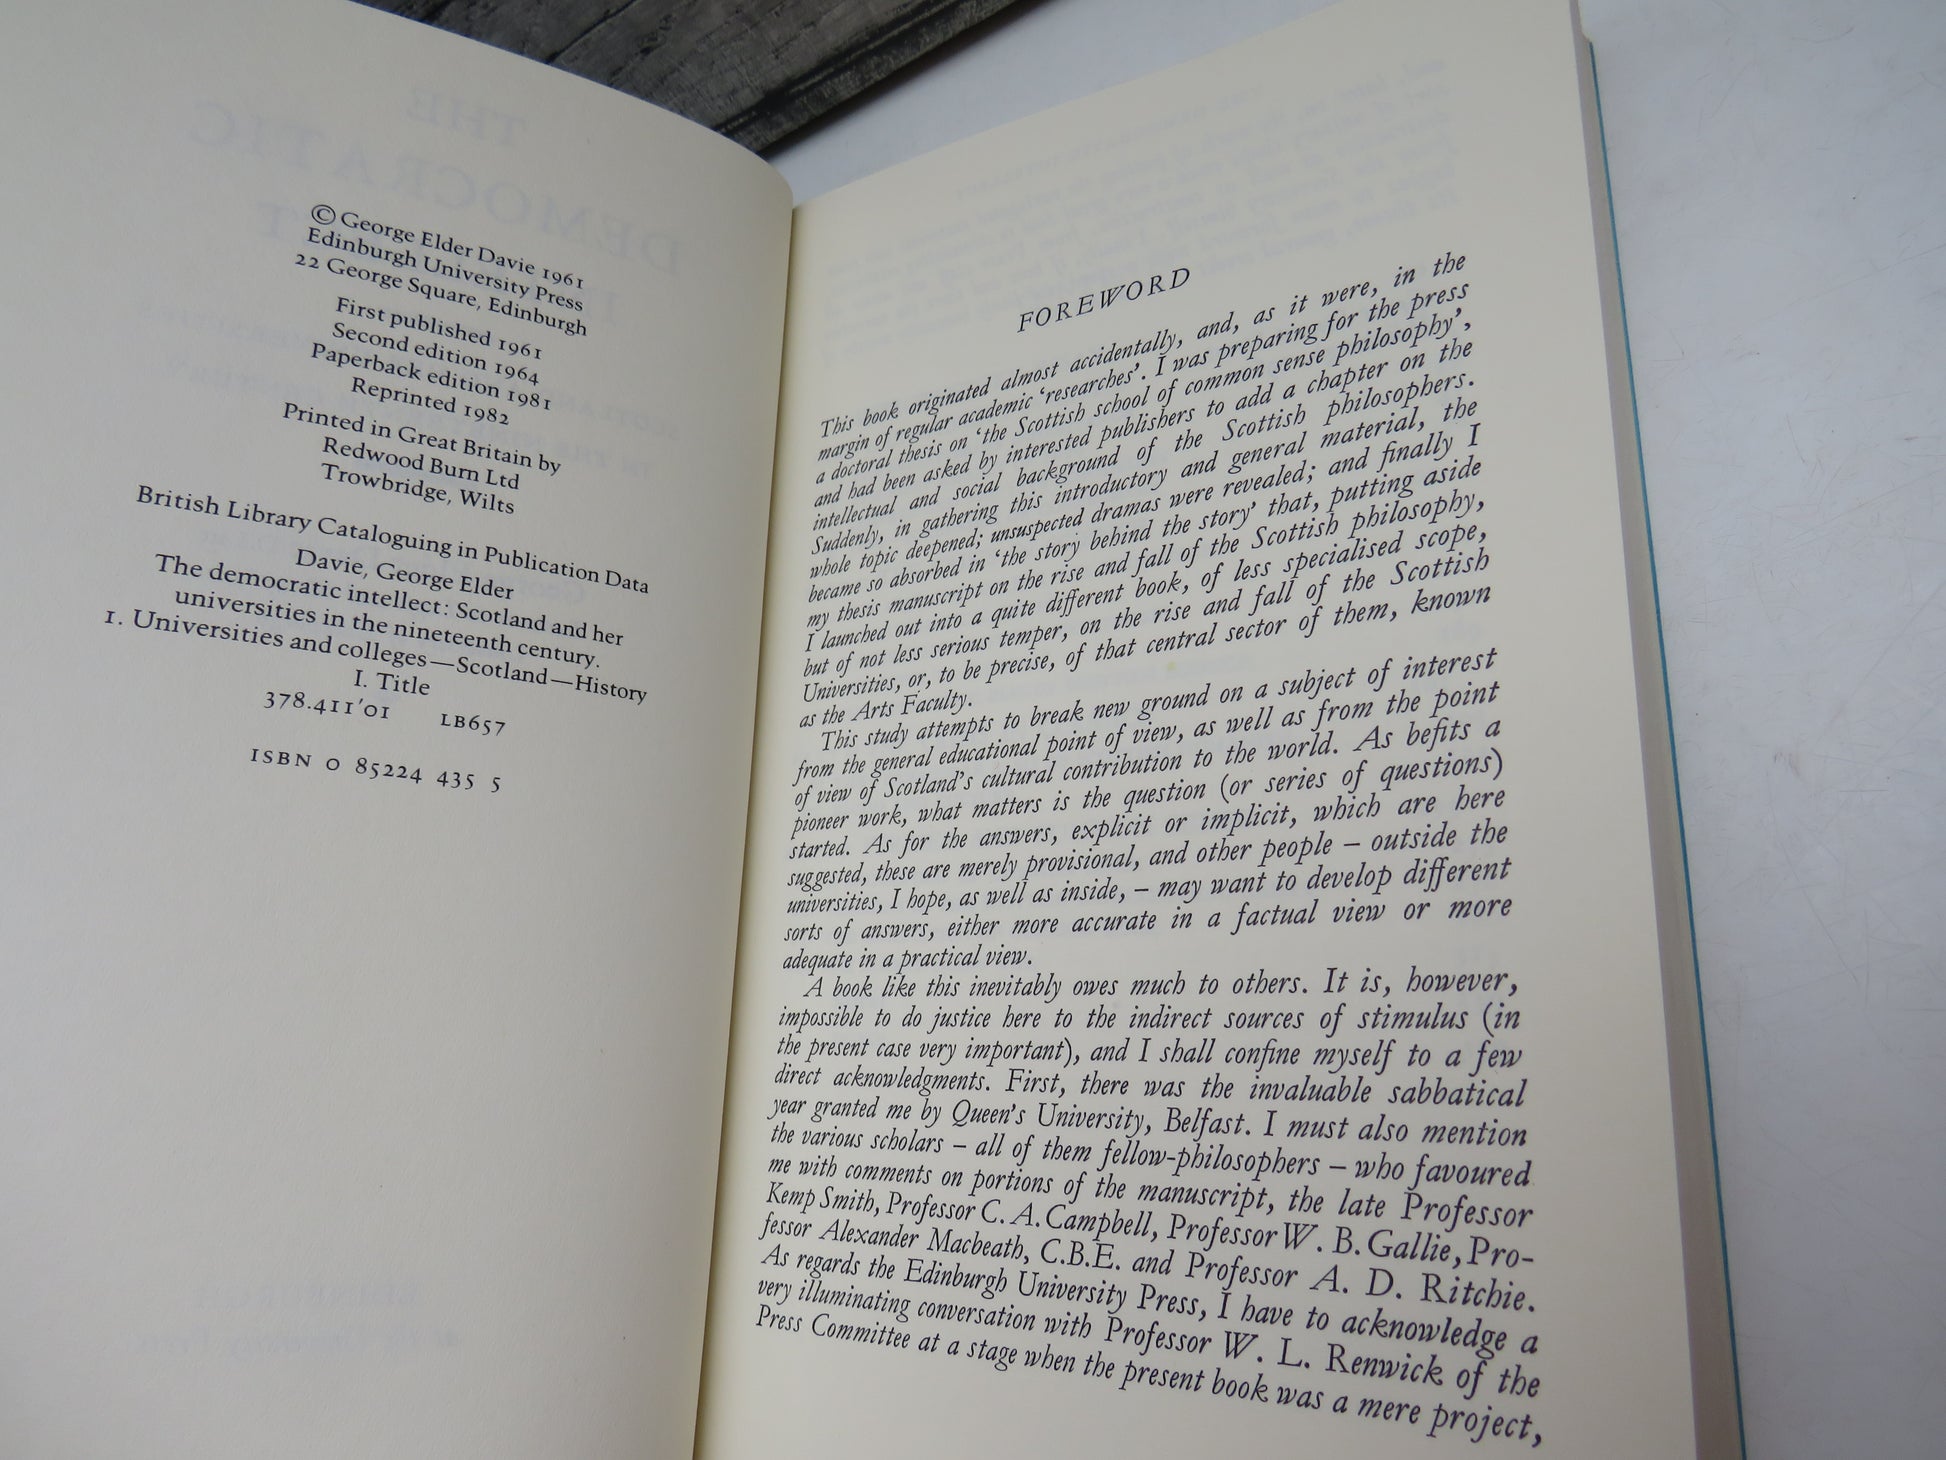 © George Elder Davie 1961
Edinburgh University Press
22 George Square, Edinburgh
First published 1961
Second edition 1964
Paperback edition 1981
Reprinted 1982
Printed in Great Britain by
Redwood Burn Ltd
Trowbridge, Wilts
British Library Cataloguing in Publication Data
Davie, George Elder
The democratic intellect: Scotland and her
universities in the nineteenth century.
1. Universities and colleges—Scotland—History
I. Title
378.411'01 LB657
ISBN 0 85224 435 5
FOREWORD
This book originated almost accidentally, and, as it were, in the
margin of regular academic ‘researches’. I was preparing for the press
a doctoral thesis on ‘the Scottish school of common sense philosophy’,
and had been asked by interested publishers to add a chapter on the
intellectual and social background of the Scottish philosophers.
Suddenly, in gathering this introductory and general material, the
whole topic deepened; unsuspected dramas were revealed; and finally I
became so absorbed in ‘the story behind the story’ that, putting aside
my thesis manuscript on the rise and fall of the Scottish philosophy,
I launched out into a quite different book, of less specialised scope,
but of not less serious temper, on the rise and fall of the Scottish
Universities, or, to be precise, of that central sector of them, known
as the Arts Faculty.
This study attempts to break new ground on a subject of interest
from the general educational point of view, as well as from the point
of view of Scotland’s cultural contribution to the world. As befits a
pioneer work, what matters is the question (or series of questions)
started. As for the answers, explicit or implicit, which are here
suggested, these are merely provisional, and other people – outside the
universities, I hope, as well as inside, – may want to develop different
sorts of answers, either more accurate in a factual view or more
adequate in a practical view.
A book like this inevitably owes much to others. It is, however,
impossible to do justice here to the indirect sources of stimulus (in
the present case very important), and I shall confine myself to a few
direct acknowledgments. First, there was the invaluable sabbatical
year granted me by Queen’s University, Belfast. I must also mention
the various scholars – all of them fellow-philosophers – who favoured
me with comments on portions of the manuscript, the late Professor
Kemp Smith, Professor C. A. Campbell, Professor W. B. Gallie, Pro-
fessor Alexander Macbeath, C.B.E. and Professor A. D. Ritchie.
As regards the Edinburgh University Press, I have to acknowledge a
very illuminating conversation with Professor W. L. Renwick of the
Press Committee at a stage when the present book was a mere project,